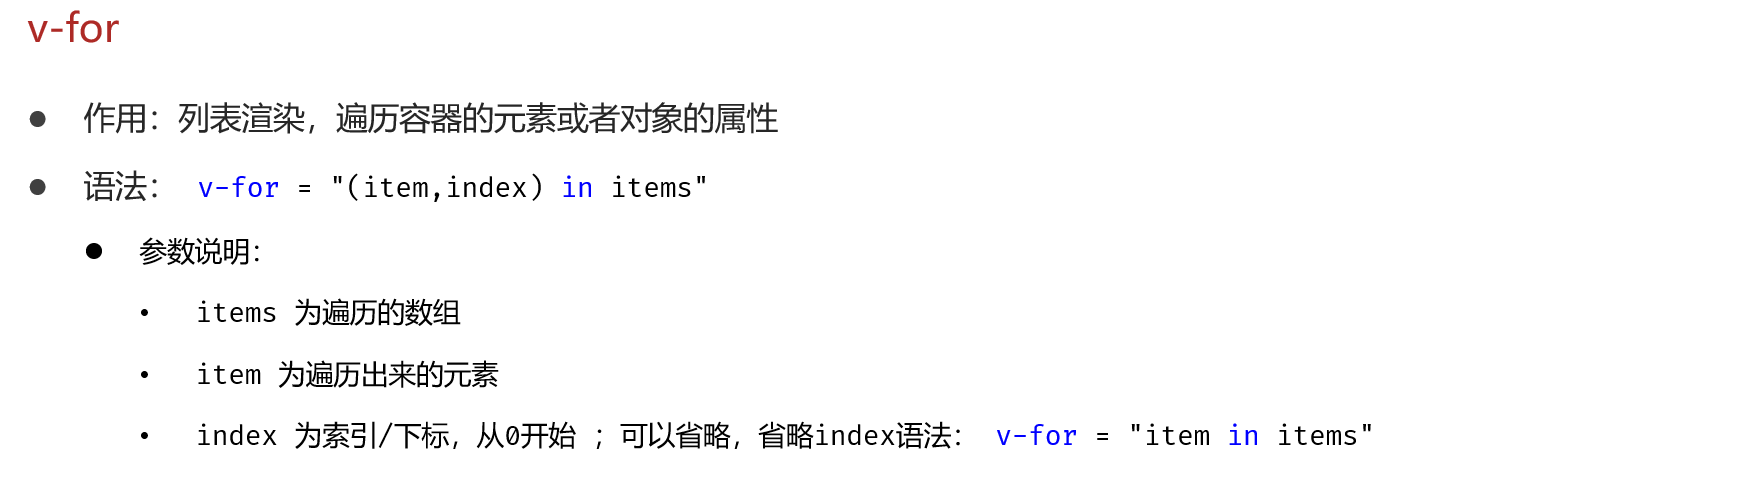 v-for
作用：列表渲染，遍历容器的元素或者对象的属性
语法： v-for = "(item,index) in items"
参数说明：
items 为遍历的数组
item 为遍历出来的元素
index 为索引/下标，从0开始 ；可以省略，省略index语法： v-for = "item in items"